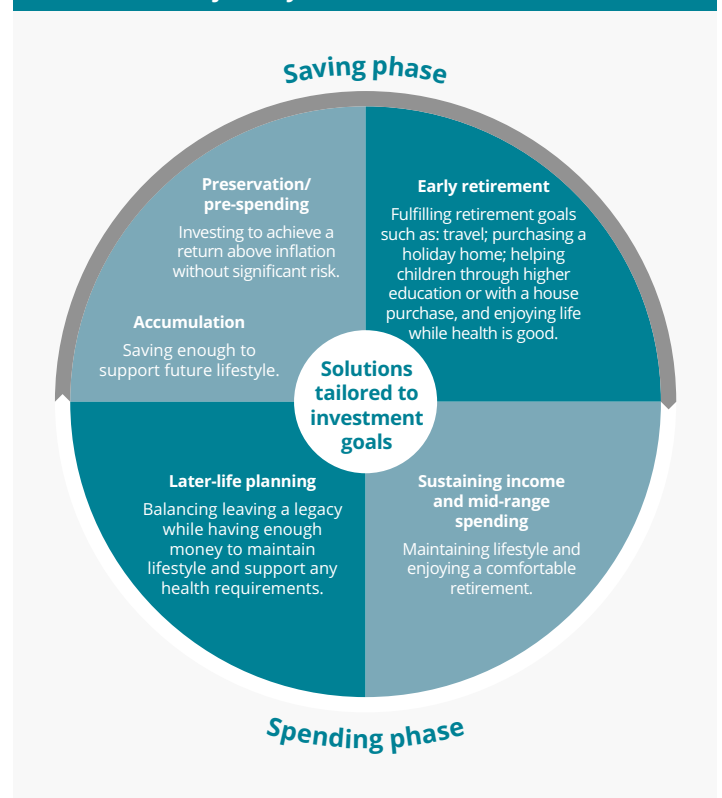 Saving phase
Preservation/
pre-spending
Investing to achieve a
return above inflation
without significant risk.
Accumulation
Saving enough to
support future lifestyle.
Early retirement
Fulfilling retirement goals
such as: travel; purchasing a
holiday home; helping
children through higher
education or with a house
purchase, and enjoying life
while health is good.
Solutions
tailored to
investment
goals
Later-life planning
Balancing leaving a legacy
while having enough
money to maintain
lifestyle and support any
health requirements.
Sustaining income
and mid-range
spending
Maintaining lifestyle and
enjoying a comfortable
retirement.
Spending phase